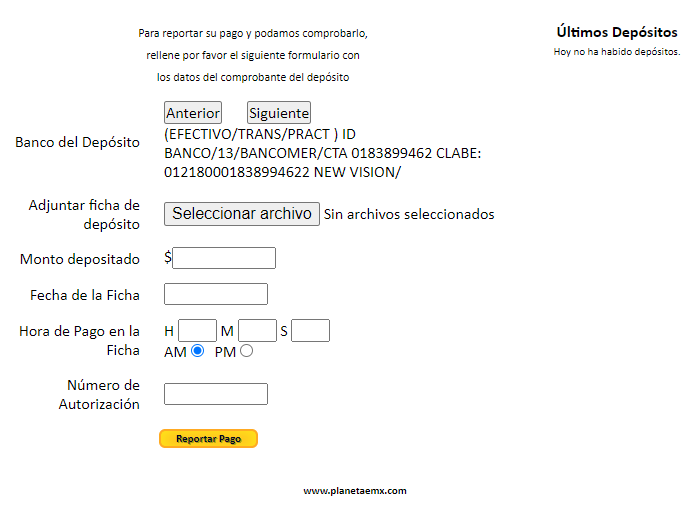 Para reportar su pago y podamos comprobarlo,
rellene por favor el siguiente formulario con
los datos del comprobante del depósito
Últimos Depósitos
Hoy no ha habido depósitos.
Anterior Siguiente
Banco del Depósito
(EFECTIVO/TRANS/PRACT ) ID
BANCO/13/BANCOMER/CTA 0183899462 CLABE:
012180001838994622 NEW VISION/
Adjuntar ficha de
depósito
Seleccionar archivo Sin archivos seleccionados
Monto depositado
$
Fecha de la Ficha
Hora de Pago en la
Ficha
H M S
AM PM
Número de
Autorización
Reportar Pago
www.planetaemx.com